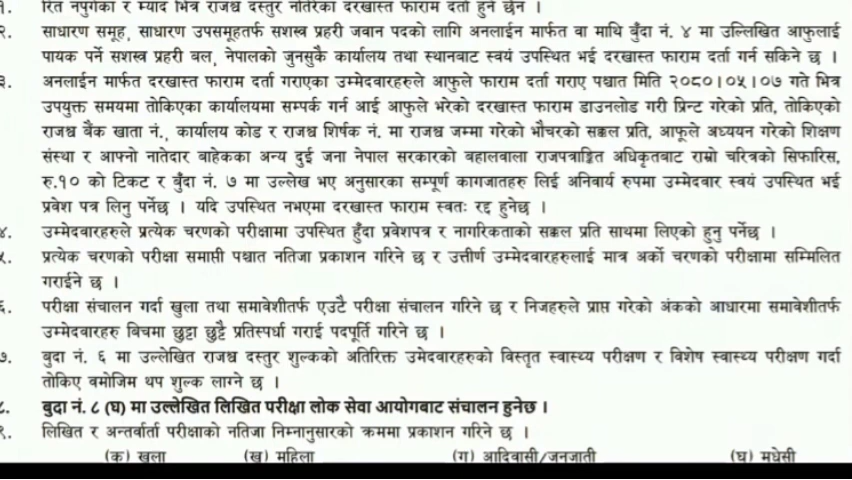 १. रित नपुगेका र म्याद भित्र राजश्व दस्तुर नतिरेका दरखास्त फाराम दर्ता हुने छैन ।
२. साधारण समूह, साधारण उपसमूहतर्फ सशस्त्र प्रहरी जवान पदको लागि अनलाईन मार्फत वा माथि बुँदा नं. ४ मा उल्लिखित आफुलाई
पायक पर्ने सशस्त्र प्रहरी बल, नेपालको जुनसुकै कार्यालय तथा स्थानबाट स्वयं उपस्थित भई दरखास्त फाराम दर्ता गर्न सकिने छ ।
३. अनलाईन मार्फत दरखास्त फाराम दर्ता गराएका उम्मेदवारहरुले आफुले फाराम दर्ता गराए पश्चात मिति २०८०।०५।०७ गते भित्र
उपयुक्त समयमा तोकिएका कार्यालयमा सम्पर्क गर्न आई आफुले भरेको दरखास्त फाराम डाउनलोड गरी प्रिन्ट गरेको प्रति, तोकिएको
राजश्व बैंक खाता नं., कार्यालय कोड र राजश्व शिर्षक नं. मा राजश्व जम्मा गरेको भौचरको सक्कल प्रति, आफूले अध्ययन गरेको शिक्षण
संस्था र आफ्नो नातेदार बाहेकका अन्य दुई जना नेपाल सरकारको बहालवाला राजपत्राङ्कित अधिकृतबाट राम्रो चरित्रको सिफारिस,
रु.१० को टिकट र बुँदा नं. ७ मा उल्लेख भए अनुसारका सम्पूर्ण कागजातहरु लिई अनिवार्य रुपमा उम्मेदवार स्वयं उपस्थित भई
प्रवेश पत्र लिनु पर्नेछ । यदि उपस्थित नभएमा दरखास्त फाराम स्वतः रद्द हुनेछ ।
४. उम्मेदवारहरुले प्रत्येक चरणको परीक्षामा उपस्थित हुँदा प्रवेशपत्र र नागरिकताको सक्कल प्रति साथमा लिएको हुनु पर्नेछ ।
५. प्रत्येक चरणको परीक्षा समाप्ती पश्चात नतिजा प्रकाशन गरिने छ र उत्तीर्ण उम्मेदवारहरुलाई मात्र अर्को चरणको परीक्षामा सम्मिलित
गराईने छ ।
६. परीक्षा संचालन गर्दा खुला तथा समावेशीतर्फ एउटै परीक्षा संचालन गरिने छ र निजहरुले प्राप्त गरेको अंकको आधारमा समावेशीतर्फ
उम्मेदवारहरु बिचमा छुट्टा छुट्टै प्रतिस्पर्धा गराई पदपूर्ति गरिने छ ।
७. बुदा नं. ६ मा उल्लेखित राजश्व दस्तुर शुल्कको अतिरिक्त उमेदवारहरुको विस्तृत स्वास्थ्य परीक्षण र विशेष स्वास्थ्य परीक्षण गर्दा
तोकिए वमोजिम थप शुल्क लाग्ने छ ।
८. बुदा नं. ८ (घ) मा उल्लेखित लिखित परीक्षा लोक सेवा आयोगबाट संचालन हुनेछ ।
९. लिखित र अन्तर्वार्ता परीक्षाको नतिजा निम्नानुसारको क्रममा प्रकाशन गरिने छ ।
(क) खुला (ख) महिला (ग) आदिवासी/जनजाती (घ) मधेसी